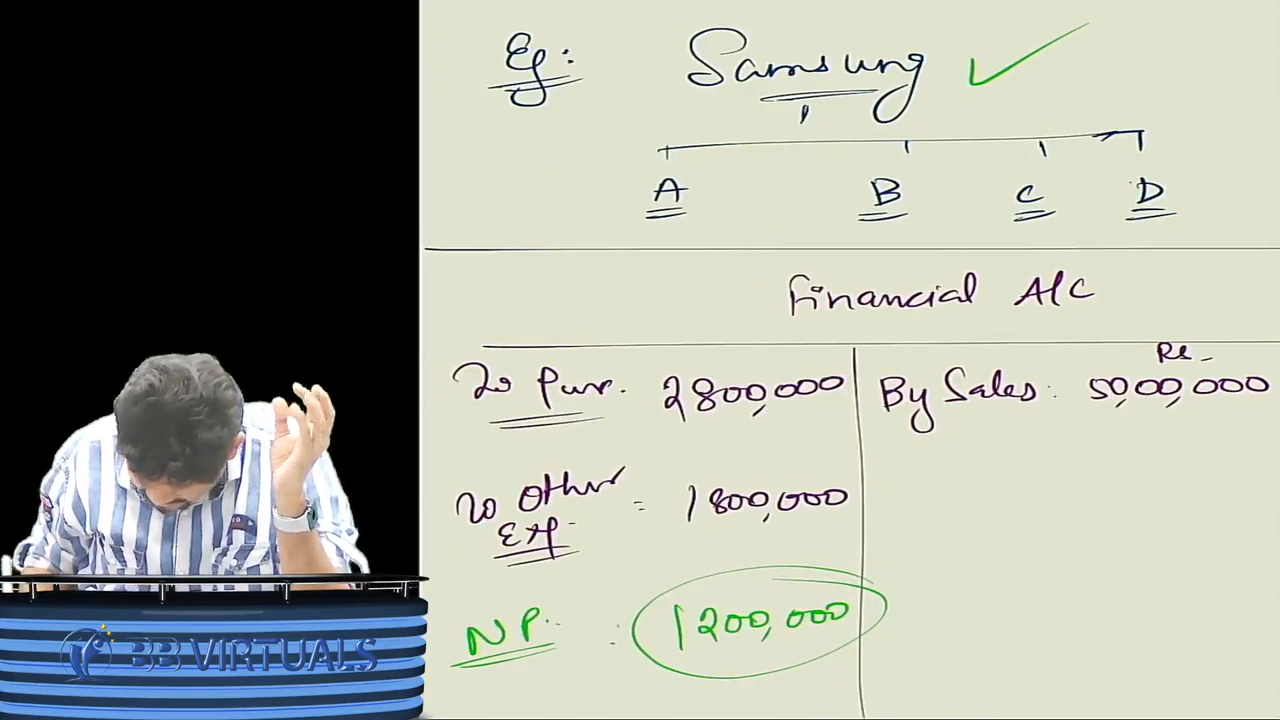 Eg: Samsung
A B C D
Financial A/C
Rs
To Pur. 2800,000 By Sales: 50,00,000
To Other = 1800,000
Exp.
NP. : 1200,000
BB VIRTUALS